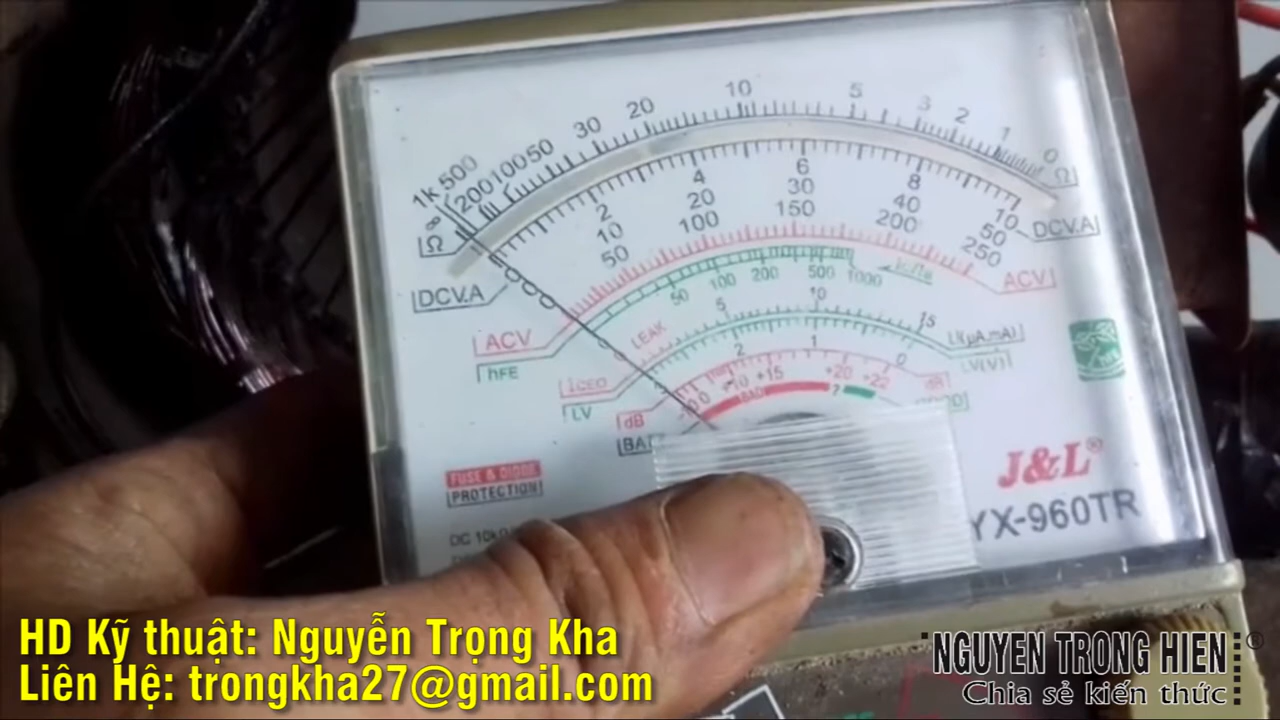 1k 500 200 100 50 30 20 10 5 3 2 1 0
∞
Ω Ω
2 4 6 8 10
10 20 30 40 50
50 100 150 200 250
DCV.A DCV.A
ACV ACV
50 100 200 500 1000
hFE
LEAK 5 10 15
ICEO LI(μA,mA)
LV LV(V)
2 1 0
dB +10 +15 +20 +22 dB
BAD ?
FUSE & DIODE
PROTECTION
J&L®
YX-960TR
HD Kỹ thuật: Nguyễn Trọng Kha
Liên Hệ: trongkha27@gmail.com
NGUYEN TRONG HIEN ®
Chia sẻ kiến thức